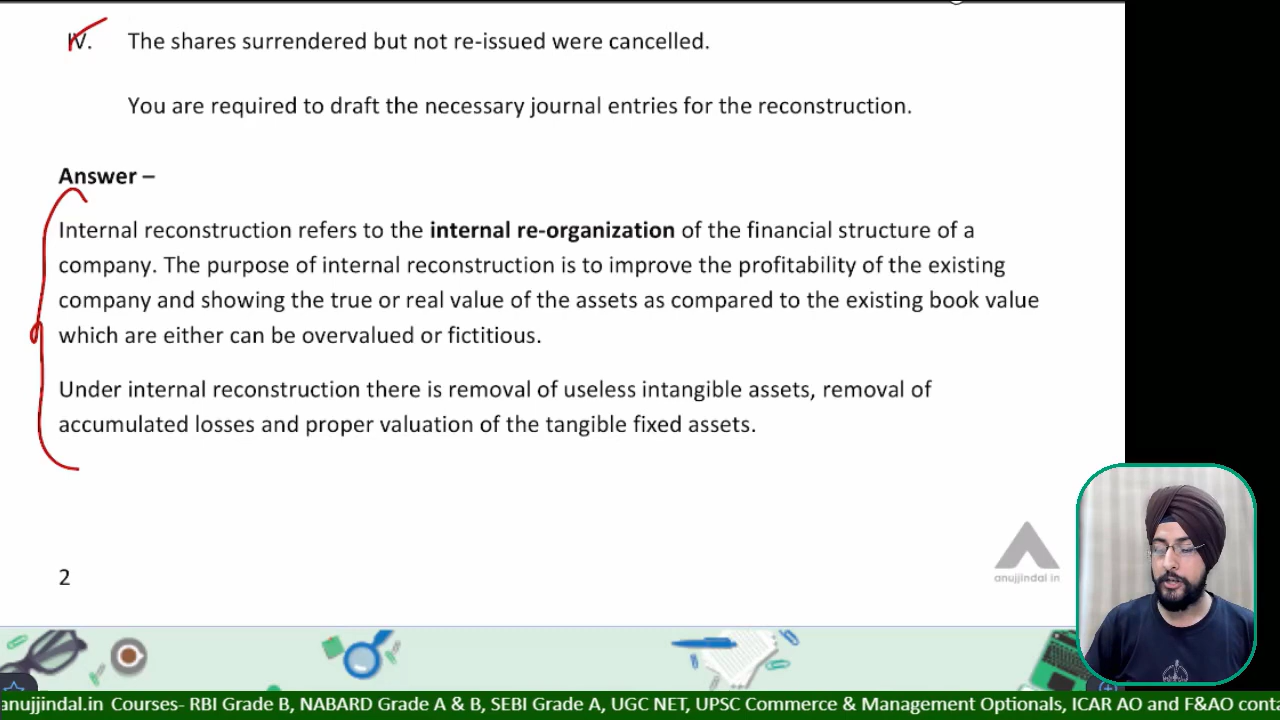 IV. The shares surrendered but not re-issued were cancelled.
You are required to draft the necessary journal entries for the reconstruction.
Answer –
Internal reconstruction refers to the internal re-organization of the financial structure of a
company. The purpose of internal reconstruction is to improve the profitability of the existing
company and showing the true or real value of the assets as compared to the existing book value
which are either can be overvalued or fictitious.
Under internal reconstruction there is removal of useless intangible assets, removal of
accumulated losses and proper valuation of the tangible fixed assets.
anujjindal in
2
anujjindal.in Courses- RBI Grade B, NABARD Grade A & B, SEBI Grade A, UGC NET, UPSC Commerce & Management Optionals, ICAR AO and F&AO conta